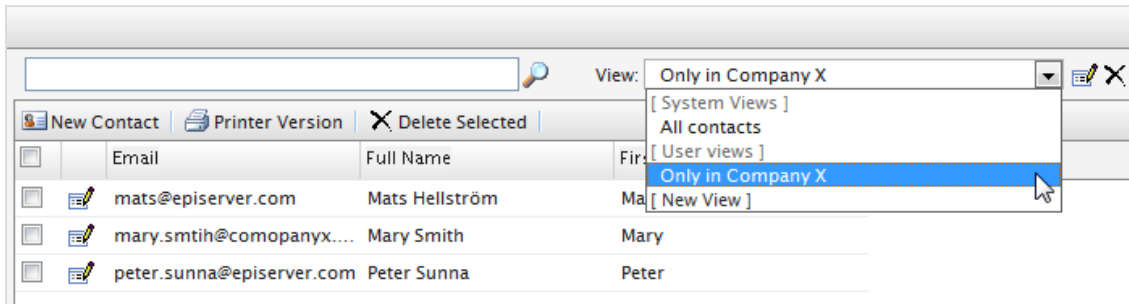 View: Only in Company X
[ System Views ]
All contacts
[ User views ]
Only in Company X
[ New View ]
New Contact Printer Version Delete Selected
Email Full Name Firs
mats@episerver.com Mats Hellström Ma
mary.smtih@comopanyx.... Mary Smith Mary
peter.sunna@episerver.com Peter Sunna Peter